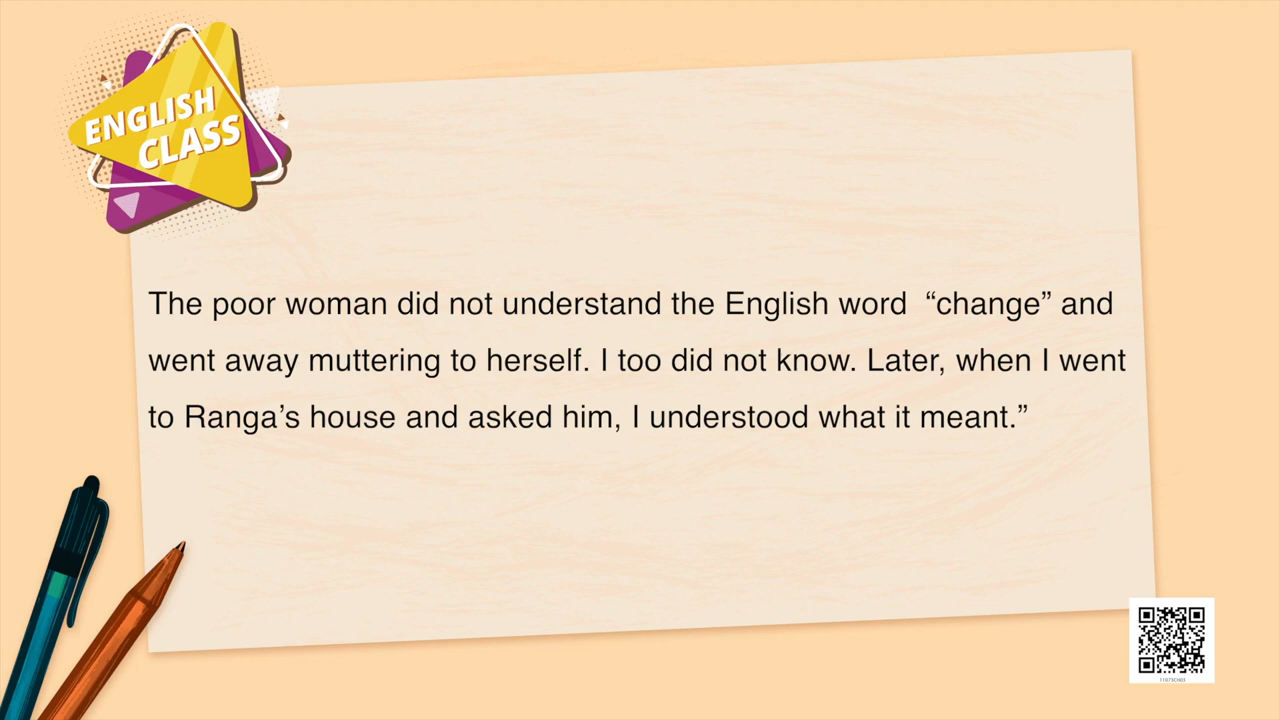 ENGLISH
CLASS
The poor woman did not understand the English word “change” and
went away muttering to herself. I too did not know. Later, when I went
to Ranga’s house and asked him, I understood what it meant.”